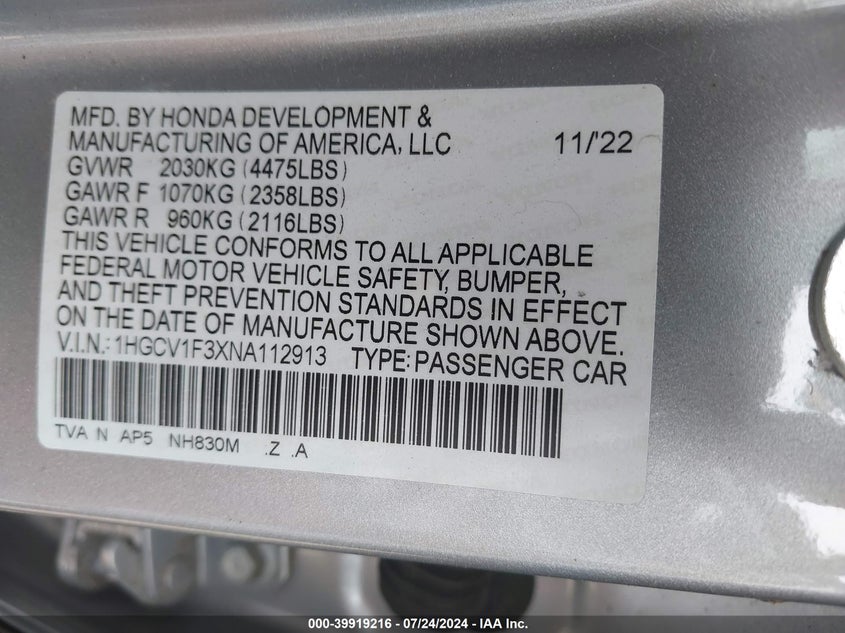 MFD. BY HONDA DEVELOPMENT &
MANUFACTURING OF AMERICA, LLC 11/'22
GVWR 2030KG (4475LBS)
GAWR F 1070KG (2358LBS)
GAWR R 960KG (2116LBS)
THIS VEHICLE CONFORMS TO ALL APPLICABLE
FEDERAL MOTOR VEHICLE SAFETY, BUMPER,
AND THEFT PREVENTION STANDARDS IN EFFECT
ON THE DATE OF MANUFACTURE SHOWN ABOVE.
V.I.N.: 1HGCV1F3XNA112913 TYPE: PASSENGER CAR
TVA N AP5 NH830M .Z .A
000-39919216 - 07/24/2024 - IAA Inc.